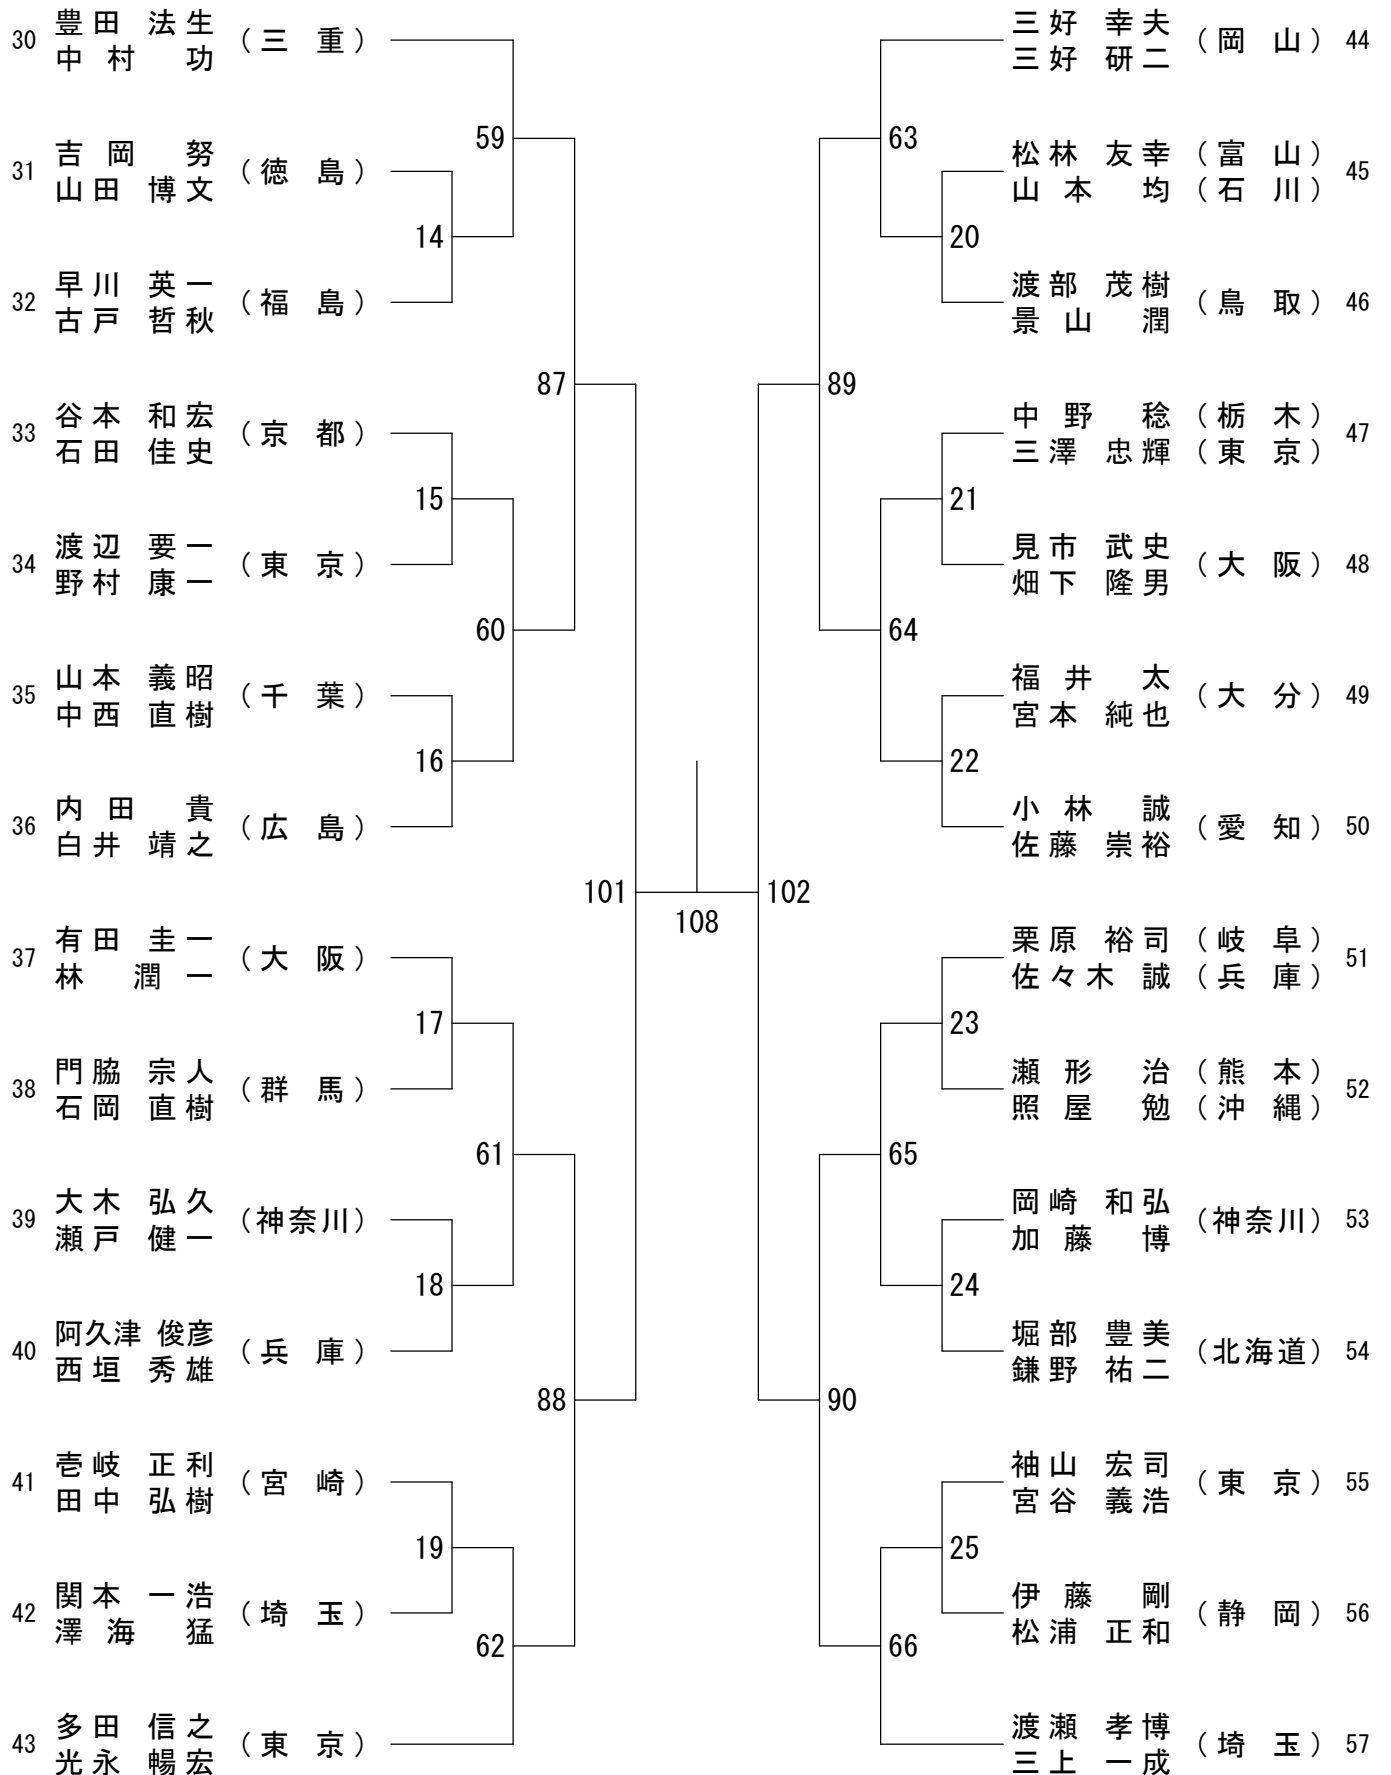 30 豊田 法生 (三 重)
中村 功
59
31 吉岡 努 (徳 島)
山田 博文
14
32 早川 英一 (福 島)
古戸 哲秋
87
33 谷本 和宏 (京 都)
石田 佳史
15
34 渡辺 要一 (東 京)
野村 康一
60
35 山本 義昭 (千 葉)
中西 直樹
16
36 内田 貴 (広 島)
白井 靖之
101
37 有田 圭一 (大 阪)
林 潤一
17
38 門脇 宗人 (群 馬)
石岡 直樹
61
39 大木 弘久 (神奈川)
瀬戸 健一
18
40 阿久津 俊彦 (兵 庫)
西垣 秀雄
88
41 壱岐 正利 (宮 崎)
田中 弘樹
19
42 関本 一浩 (埼 玉)
澤海 猛
62
43 多田 信之 (東 京)
光永 暢宏
108
三好 幸夫 (岡 山) 44
三好 研二
63
松林 友幸 (富 山) 45
山本 均 (石 川)
20
渡部 茂樹 (鳥 取) 46
景山 潤
89
中野 稔 (栃 木) 47
三澤 忠輝 (東 京)
21
見市 武史 (大 阪) 48
畑下 隆男
64
福井 太 (大 分) 49
宮本 純也
22
小林 誠 (愛 知) 50
佐藤 崇裕
102
栗原 裕司 (岐 阜) 51
佐々木 誠 (兵 庫)
23
瀬形 治 (熊 本) 52
照屋 勉 (沖 縄)
65
岡崎 和弘 (神奈川) 53
加藤 博
24
堀部 豊美 (北海道) 54
鎌野 祐二
90
袖山 宏司 (東 京) 55
宮谷 義浩
25
伊藤 剛 (静 岡) 56
松浦 正和
66
渡瀬 孝博 (埼 玉) 57
三上 一成